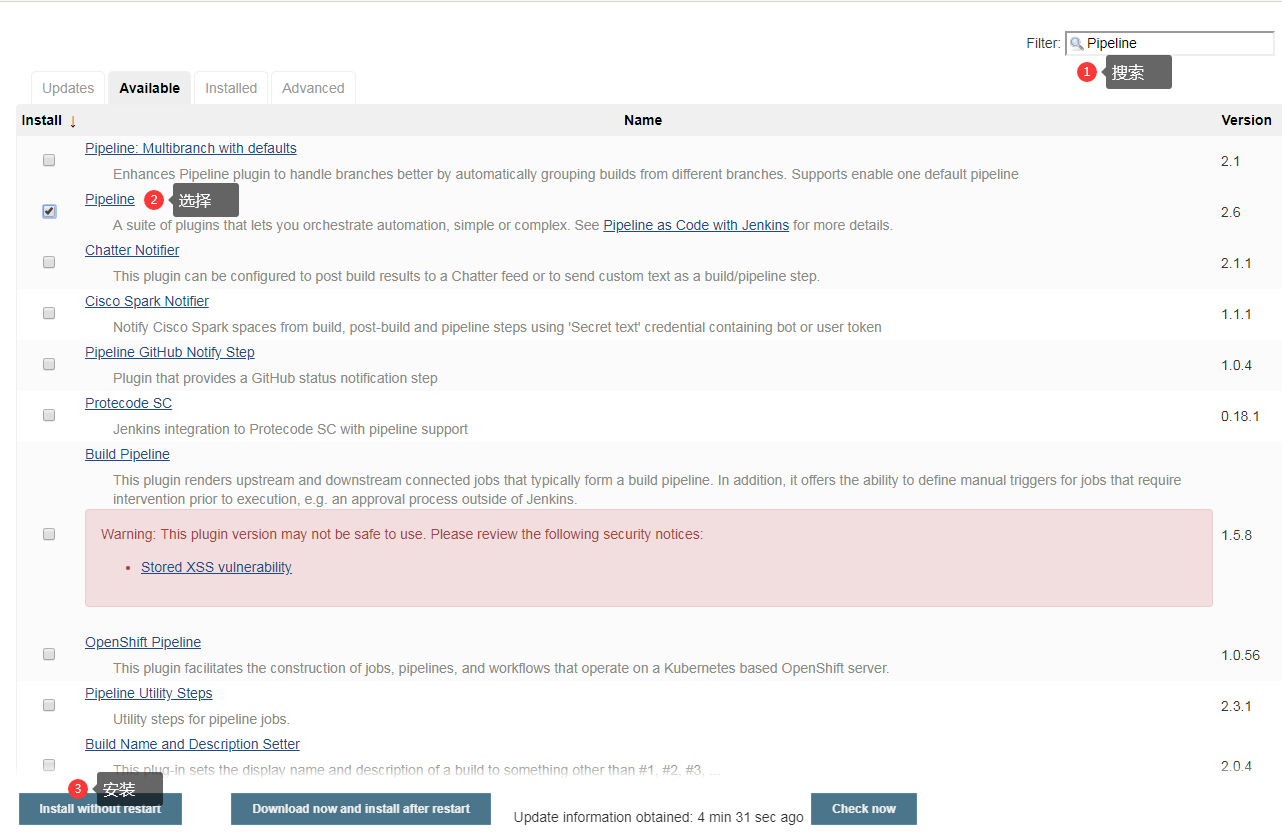 Filter: Pipeline
1 搜索
Updates Available Installed Advanced
Install ↓ Name Version
Pipeline: Multibranch with defaults
Enhances Pipeline plugin to handle branches better by automatically grouping builds from different branches. Supports enable one default pipeline
2.1
Pipeline 2 选择
A suite of plugins that lets you orchestrate automation, simple or complex. See Pipeline as Code with Jenkins for more details.
2.6
Chatter Notifier
This plugin can be configured to post build results to a Chatter feed or to send custom text as a build/pipeline step.
2.1.1
Cisco Spark Notifier
Notify Cisco Spark spaces from build, post-build and pipeline steps using 'Secret text' credential containing bot or user token
1.1.1
Pipeline GitHub Notify Step
Plugin that provides a GitHub status notification step
1.0.4
Protecode SC
Jenkins integration to Protecode SC with pipeline support
0.18.1
Build Pipeline
This plugin renders upstream and downstream connected jobs that typically form a build pipeline. In addition, it offers the ability to define manual triggers for jobs that require
intervention prior to execution, e.g. an approval process outside of Jenkins.
Warning: This plugin version may not be safe to use. Please review the following security notices:
• Stored XSS vulnerability
1.5.8
OpenShift Pipeline
This plugin facilitates the construction of jobs, pipelines, and workflows that operate on a Kubernetes based OpenShift server.
1.0.56
Pipeline Utility Steps
Utility steps for pipeline jobs.
2.3.1
Build Name and Description Setter
This plug-in sets the display name and description of a build to something other than #1, #2, #3, ...
2.0.4
3 安装
Install without restart Download now and install after restart Update information obtained: 4 min 31 sec ago Check now